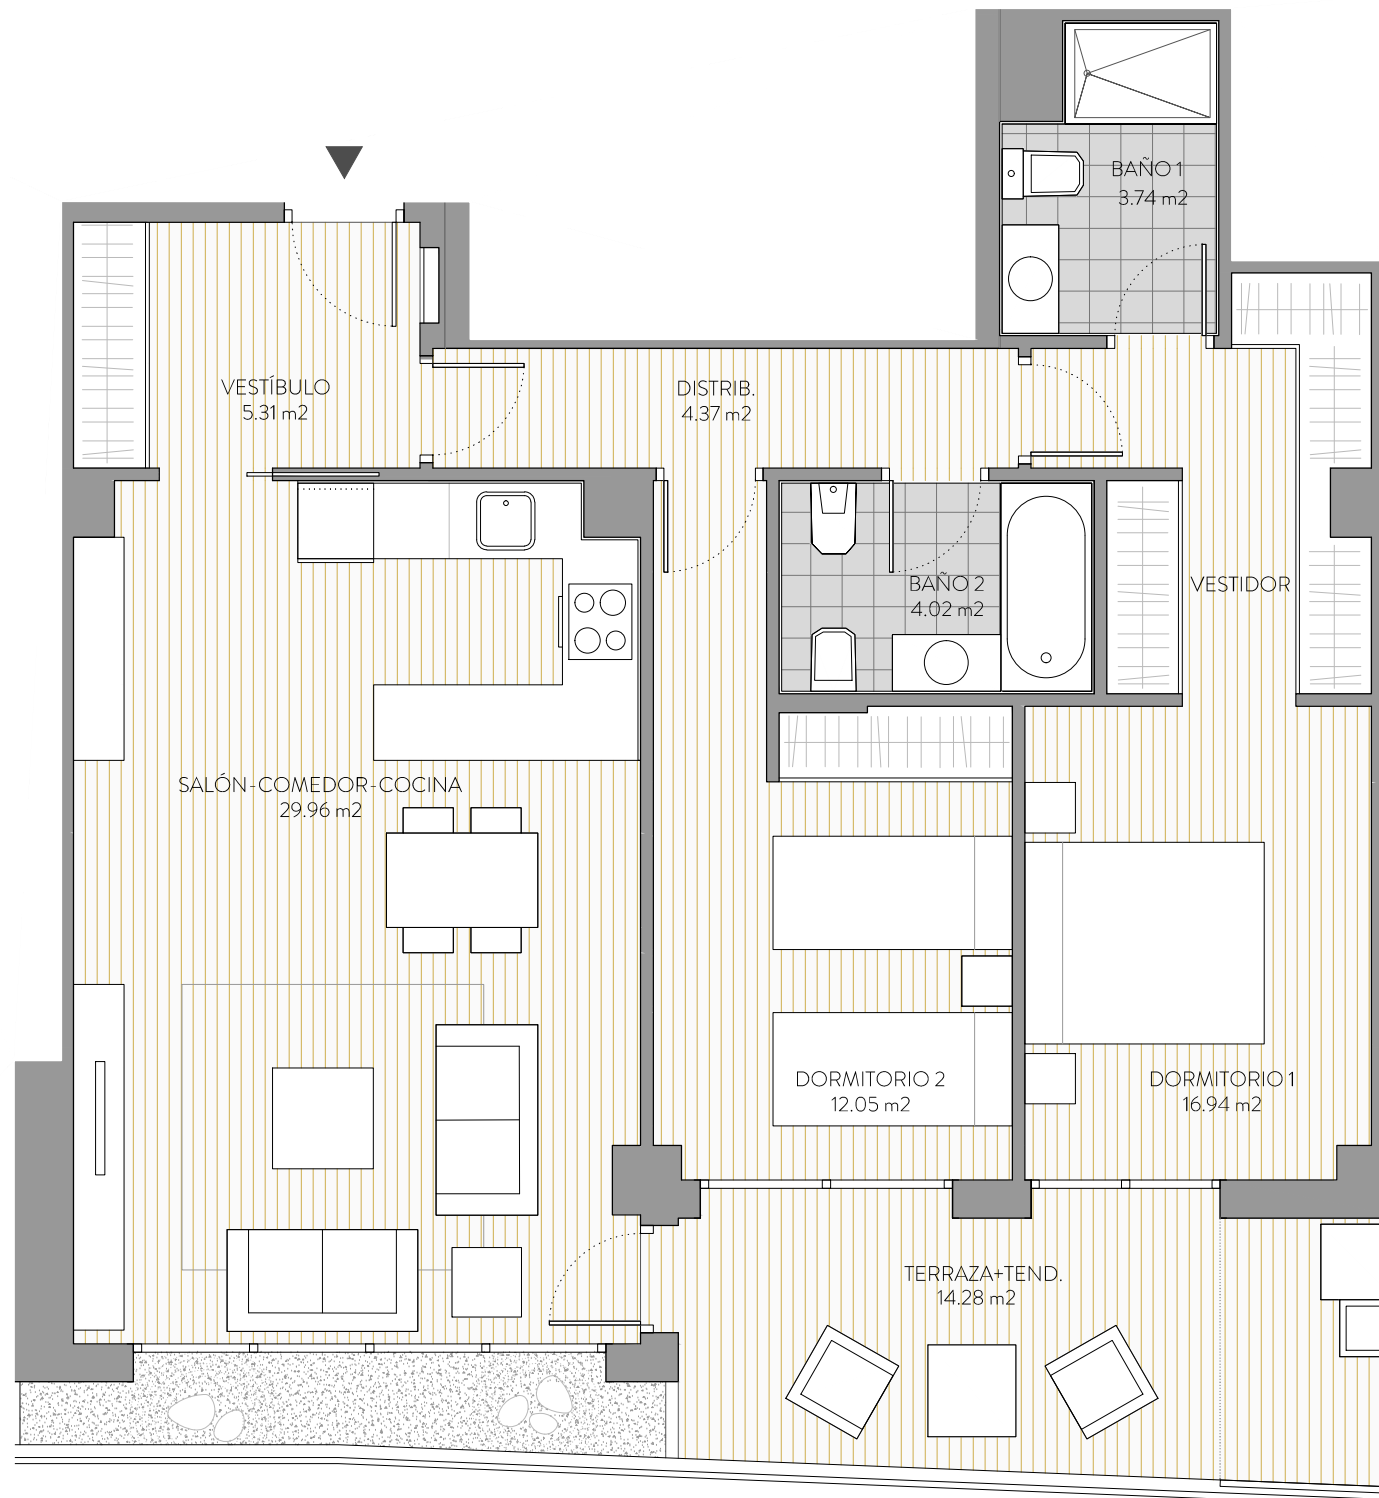 BAÑO 1
3.74 m2
VESTÍBULO
5.31 m2
DISTRIB.
4.37 m2
BAÑO 2
4.02 m2
VESTIDOR
SALÓN-COMEDOR-COCINA
29.96 m2
DORMITORIO 2
12.05 m2
DORMITORIO 1
16.94 m2
TERRAZA+TEND.
14.28 m2